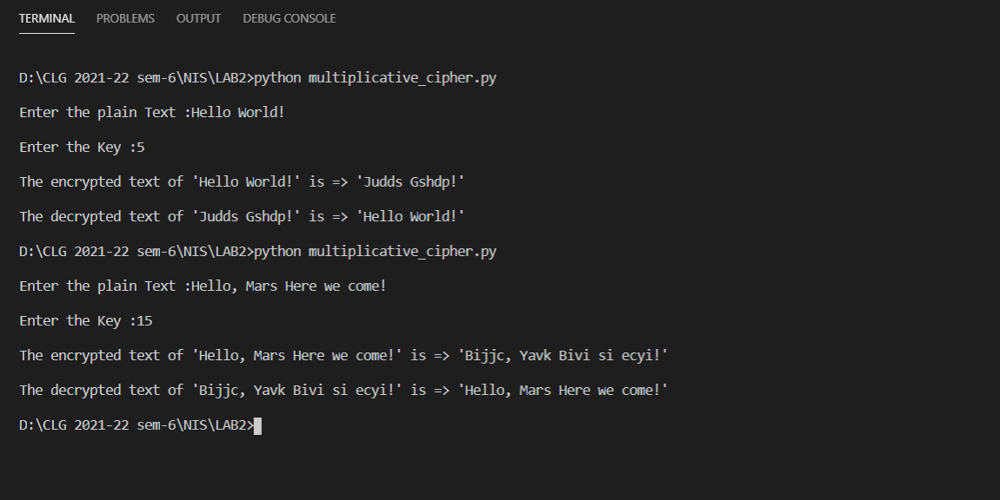 TERMINAL PROBLEMS OUTPUT DEBUG CONSOLE
D:\CLG 2021-22 sem-6\NIS\LAB2>python multiplicative_cipher.py
Enter the plain Text :Hello World!
Enter the Key :5
The encrypted text of 'Hello World!' is => 'Judds Gshdp!'
The decrypted text of 'Judds Gshdp!' is => 'Hello World!'
D:\CLG 2021-22 sem-6\NIS\LAB2>python multiplicative_cipher.py
Enter the plain Text :Hello, Mars Here we come!
Enter the Key :15
The encrypted text of 'Hello, Mars Here we come!' is => 'Bijjc, Yavk Bivi si ecyi!'
The decrypted text of 'Bijjc, Yavk Bivi si ecyi!' is => 'Hello, Mars Here we come!'
D:\CLG 2021-22 sem-6\NIS\LAB2>